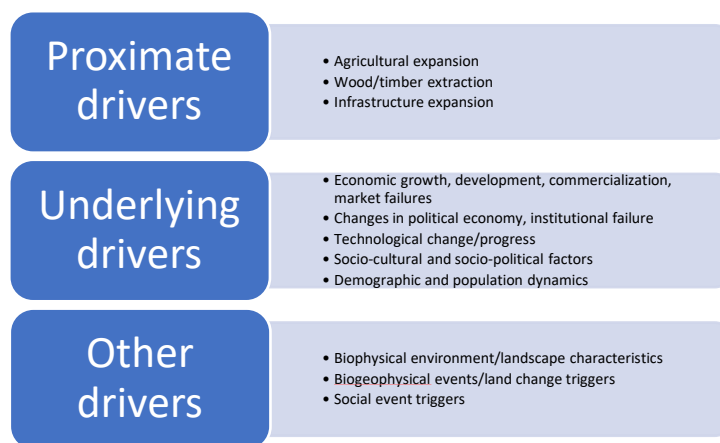 Proximate
drivers
• Agricultural expansion
• Wood/timber extraction
• Infrastructure expansion
Underlying
drivers
• Economic growth, development, commercialization,
market failures
• Changes in political economy, institutional failure
• Technological change/progress
• Socio-cultural and socio-political factors
• Demographic and population dynamics
Other
drivers
• Biophysical environment/landscape characteristics
• Biogeophysical events/land change triggers
• Social event triggers